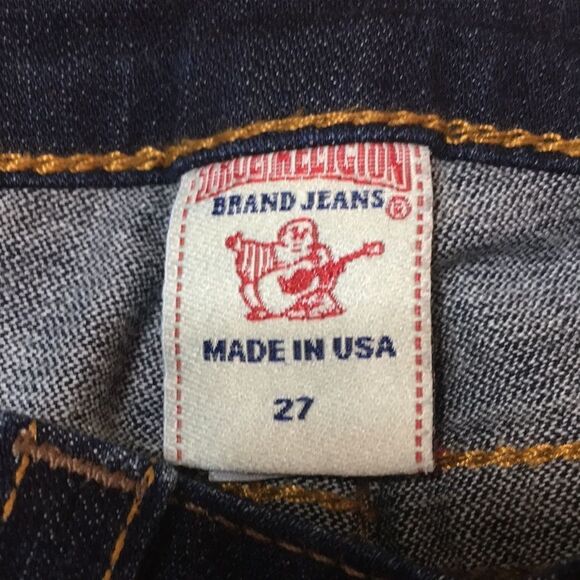 TRUE RELIGION
BRAND JEANS ®
MADE IN USA
27